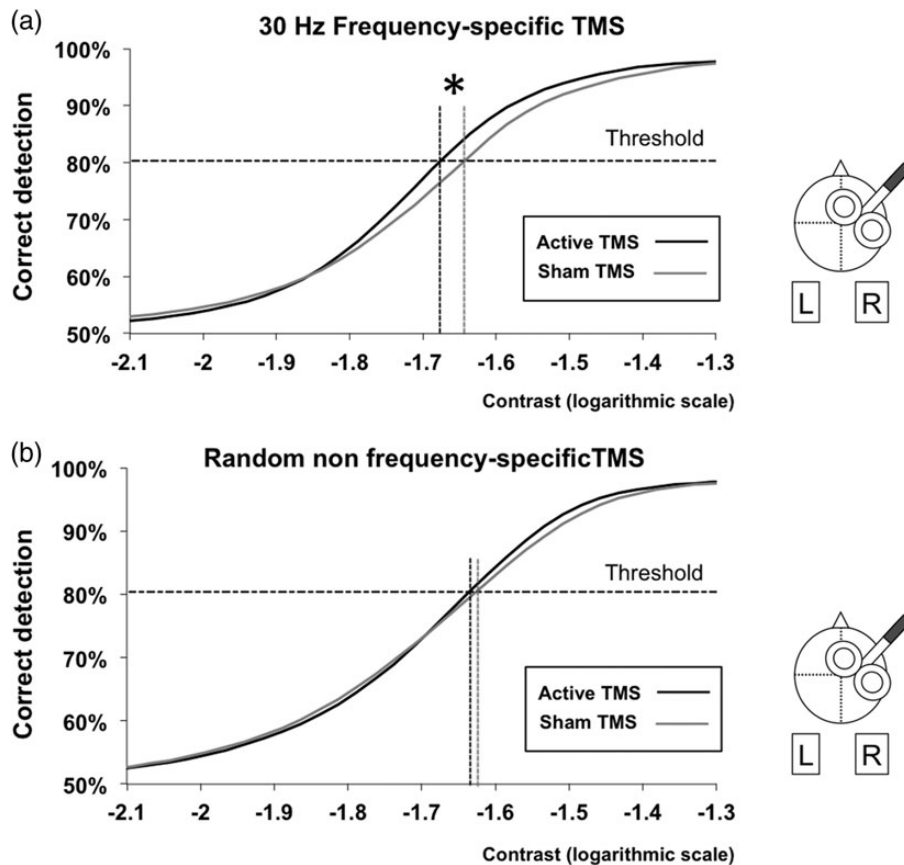 (a)
30 Hz Frequency-specific TMS
100%
90%
80%
70%
60%
50%
Correct detection
*
Threshold
Active TMS
Sham TMS
-2.1 -2 -1.9 -1.8 -1.7 -1.6 -1.5 -1.4 -1.3
Contrast (logarithmic scale)
L R
(b)
Random non frequency-specificTMS
100%
90%
80%
70%
60%
50%
Correct detection
Threshold
Active TMS
Sham TMS
-2.1 -2 -1.9 -1.8 -1.7 -1.6 -1.5 -1.4 -1.3
Contrast (logarithmic scale)
L R